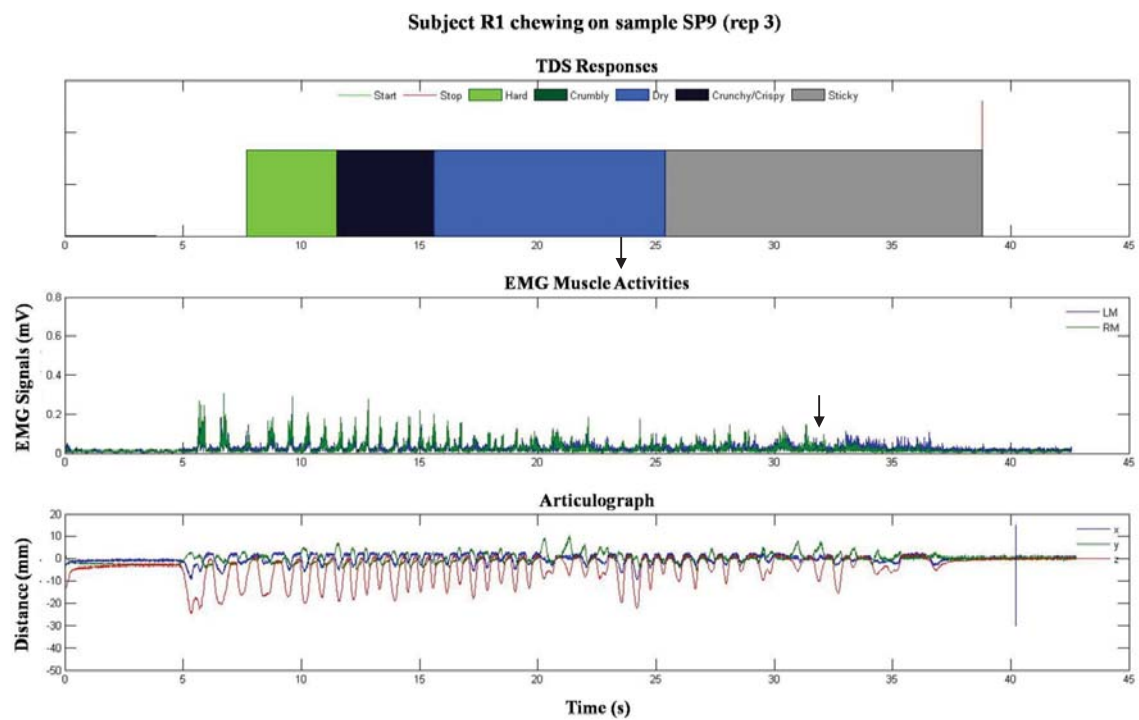 Subject R1 chewing on sample SP9 (rep 3)
TDS Responses
Start Stop Hard Crumbly Dry Crunchy/Crispy Sticky
0 5 10 15 20 25 30 35 40 45
EMG Muscle Activities
EMG Signals (mV)
0.8
0.6
0.4
0.2
0
LM
RM
0 5 10 15 20 25 30 35 40 45
Articulograph
Distance (mm)
20
10
0
-10
-20
-30
-40
-50
x
y
z
0 5 10 15 20 25 30 35 40 45
Time (s)